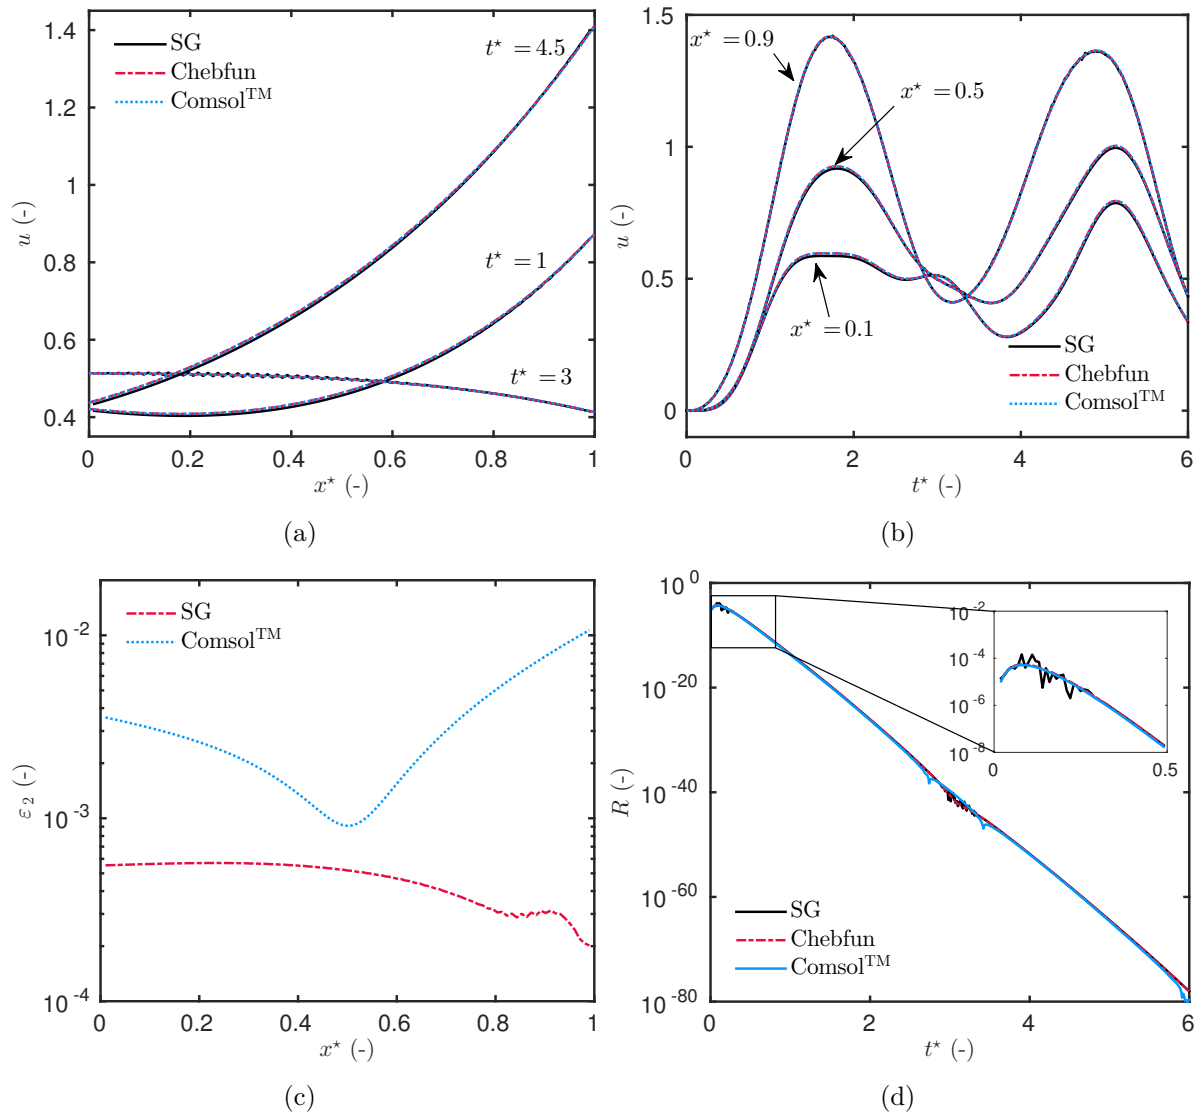 1.4
1.2
1
0.8
0.6
0.4
u (-)
SG
Chebfun
Comsol™
t⋆ = 4.5
t⋆ = 1
t⋆ = 3
0 0.2 0.4 0.6 0.8 1
x⋆ (-)
(a)
1.5
1
0.5
0
u (-)
x⋆ = 0.9
x⋆ = 0.5
x⋆ = 0.1
SG
Chebfun
Comsol™
0 2 4 6
t⋆ (-)
(b)
10⁻²
10⁻³
10⁻⁴
ε₂ (-)
SG
Comsol™
0 0.2 0.4 0.6 0.8 1
x⋆ (-)
(c)
10⁰
10⁻²⁰
10⁻⁴⁰
10⁻⁶⁰
10⁻⁸⁰
R (-)
10⁻²
10⁻⁴
10⁻⁶
10⁻⁸
0 0.5
SG
Chebfun
Comsol™
0 2 4 6
t⋆ (-)
(d)